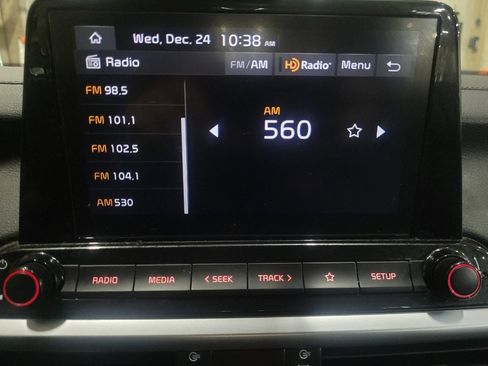 Wed, Dec. 24 10:38 AM
Radio FM/AM HD Radio Menu
FM 98.5
FM 101.1
FM 102.5
FM 104.1
AM 530
AM
560
RADIO MEDIA < SEEK TRACK > SETUP